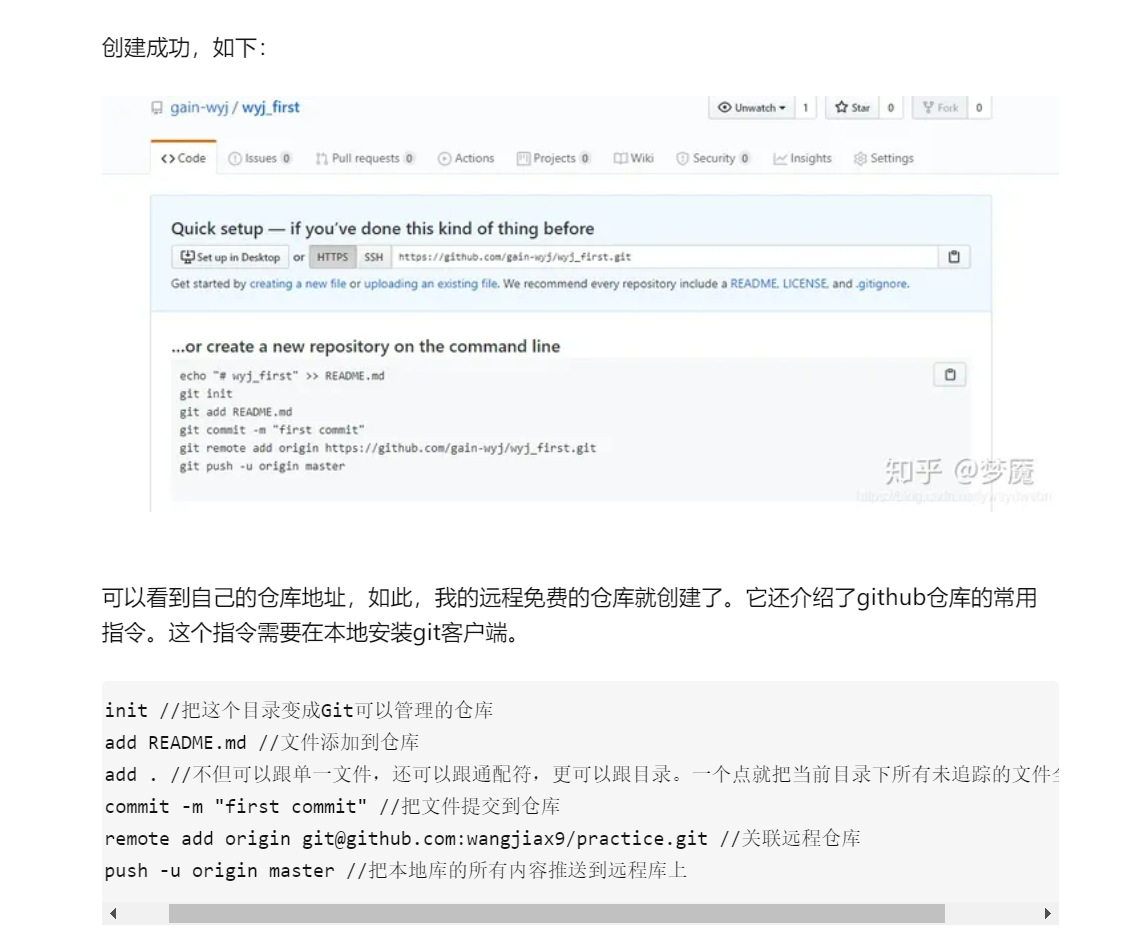 创建成功，如下：
gain-wyj / wyj_first
Unwatch 1 Star 0 Fork 0
Code Issues 0 Pull requests 0 Actions Projects 0 Wiki Security 0 Insights Settings
Quick setup — if you've done this kind of thing before
Set up in Desktop or HTTPS SSH https://github.com/gain-wyj/wyj_first.git
Get started by creating a new file or uploading an existing file. We recommend every repository include a README, LICENSE, and .gitignore.
...or create a new repository on the command line
echo "# wyj_first" >> README.md
git init
git add README.md
git commit -m "first commit"
git remote add origin https://github.com/gain-wyj/wyj_first.git
git push -u origin master
知乎 @梦魇
可以看到自己的仓库地址，如此，我的远程免费的仓库就创建了。它还介绍了github仓库的常用
指令。这个指令需要在本地安装git客户端。
init //把这个目录变成Git可以管理的仓库
add README.md //文件添加到仓库
add . //不但可以跟单一文件，还可以跟通配符，更可以跟目录。一个点就把当前目录下所有未追踪的文件
commit -m "first commit" //把文件提交到仓库
remote add origin git@github.com:wangjiax9/practice.git //关联远程仓库
push -u origin master //把本地库的所有内容推送到远程库上